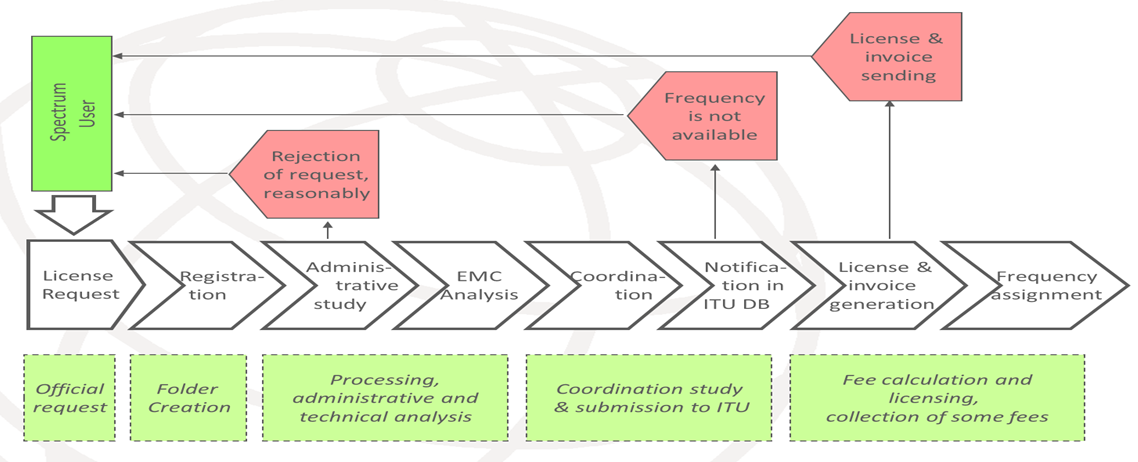 License &
invoice
sending
Spectrum
User
Frequency
is not
available
Rejection
of request,
reasonably
License
Request
Registra-
tion
Adminis-
trative
study
EMC
Analysis
Coordina-
tion
Notifica-
tion in
ITU DB
License &
invoice
generation
Frequency
assignment
Official
request
Folder
Creation
Processing,
administrative and
technical analysis
Coordination study
& submission to ITU
Fee calculation and
licensing,
collection of some fees